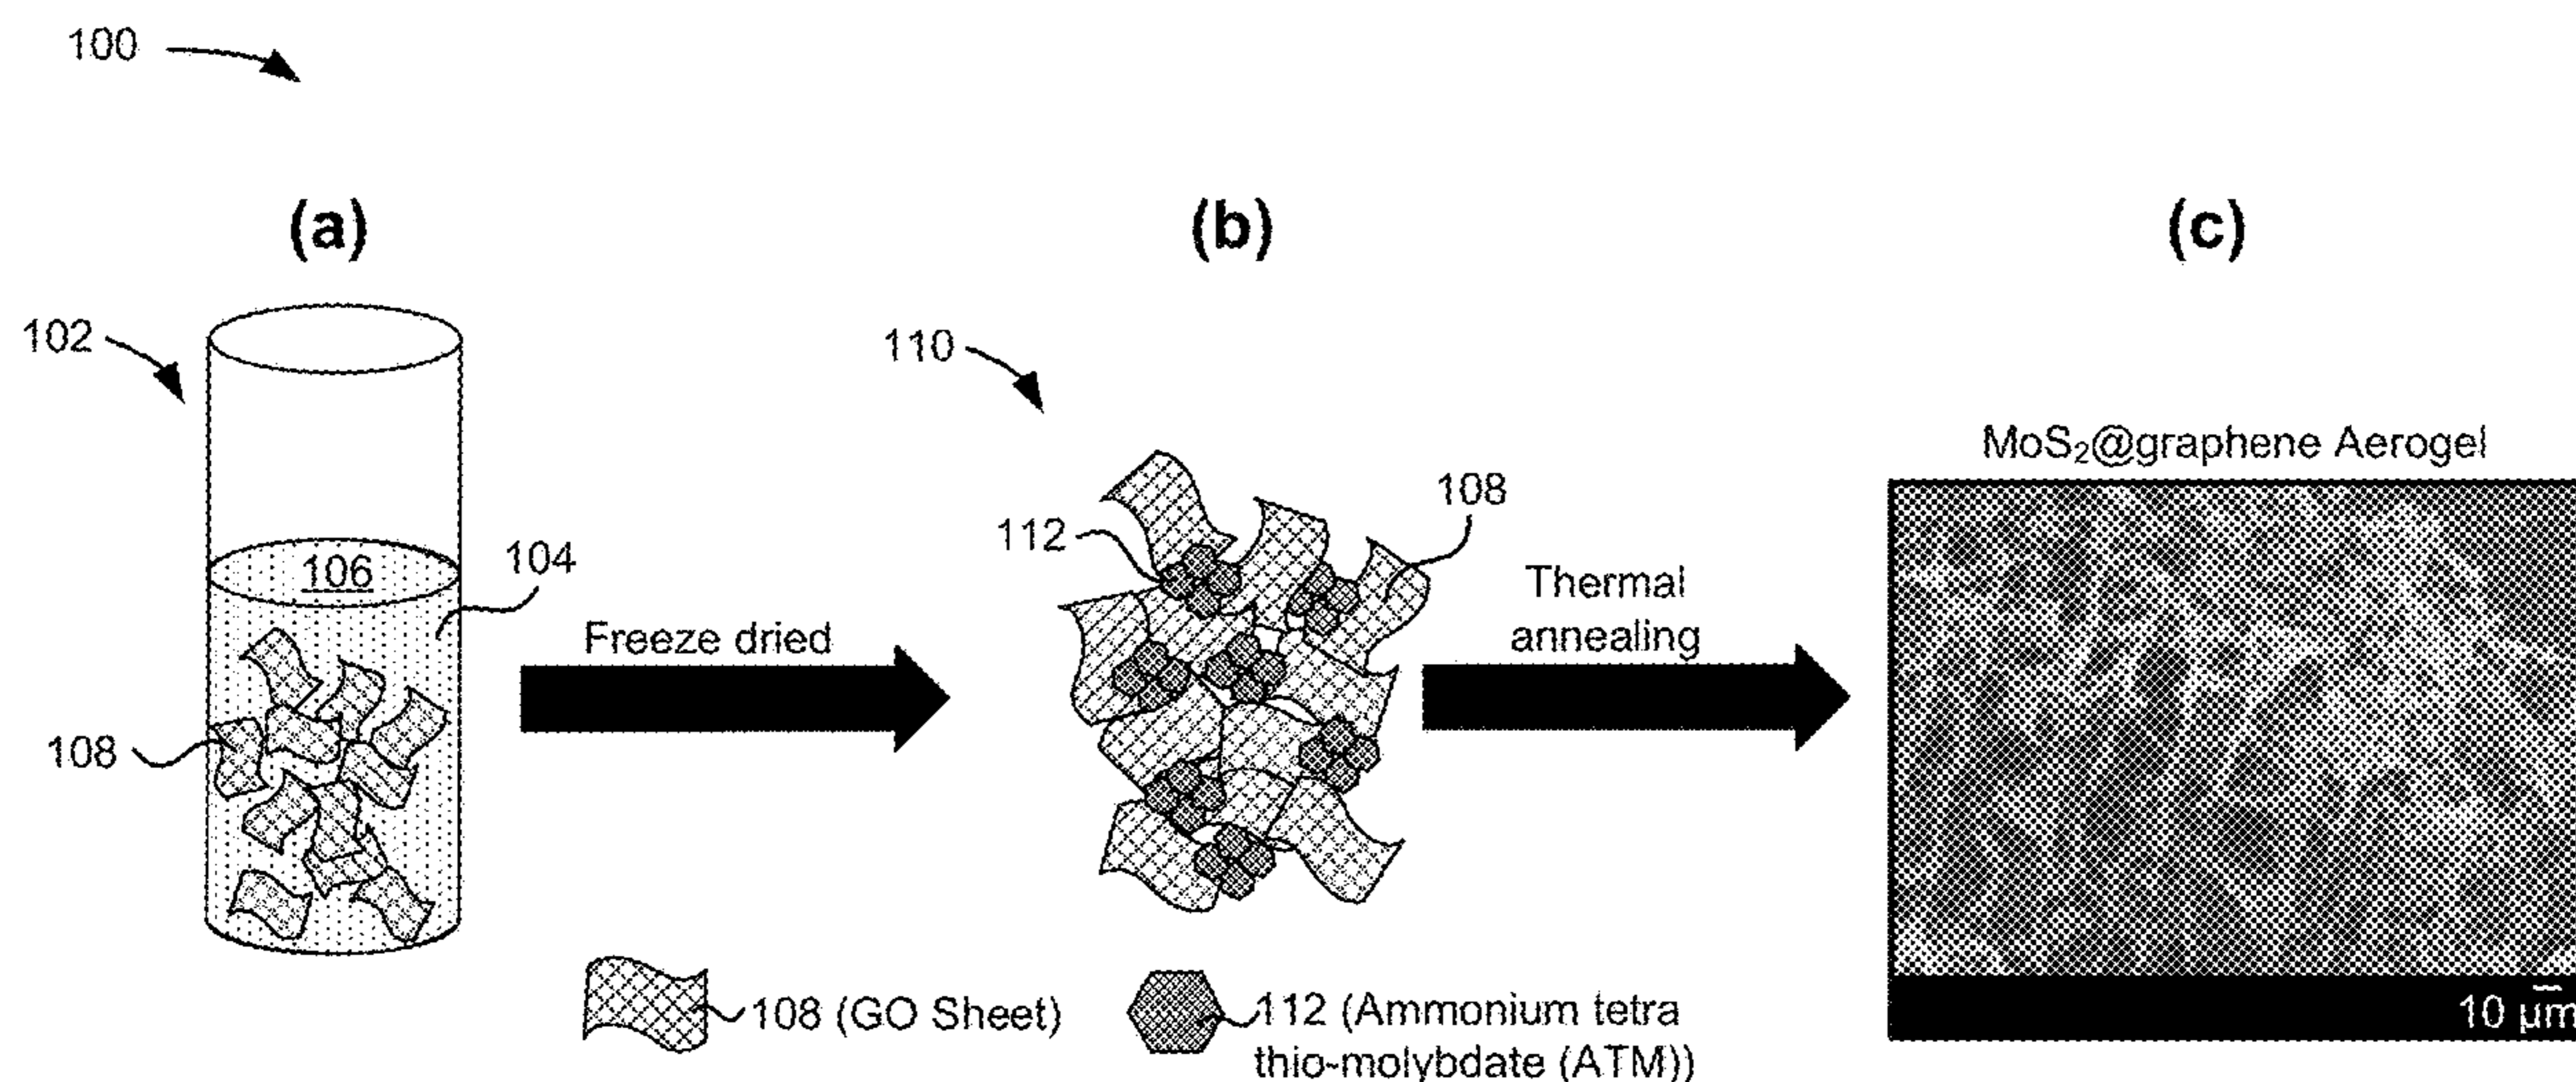 100
(a)
(b)
(c)
102
110
MoS₂@graphene Aerogel
108
112
106
104
Thermal
annealing
Freeze dried
108
108 (GO Sheet)
112 (Ammonium tetra
thio-molybdate (ATM))
10 μm